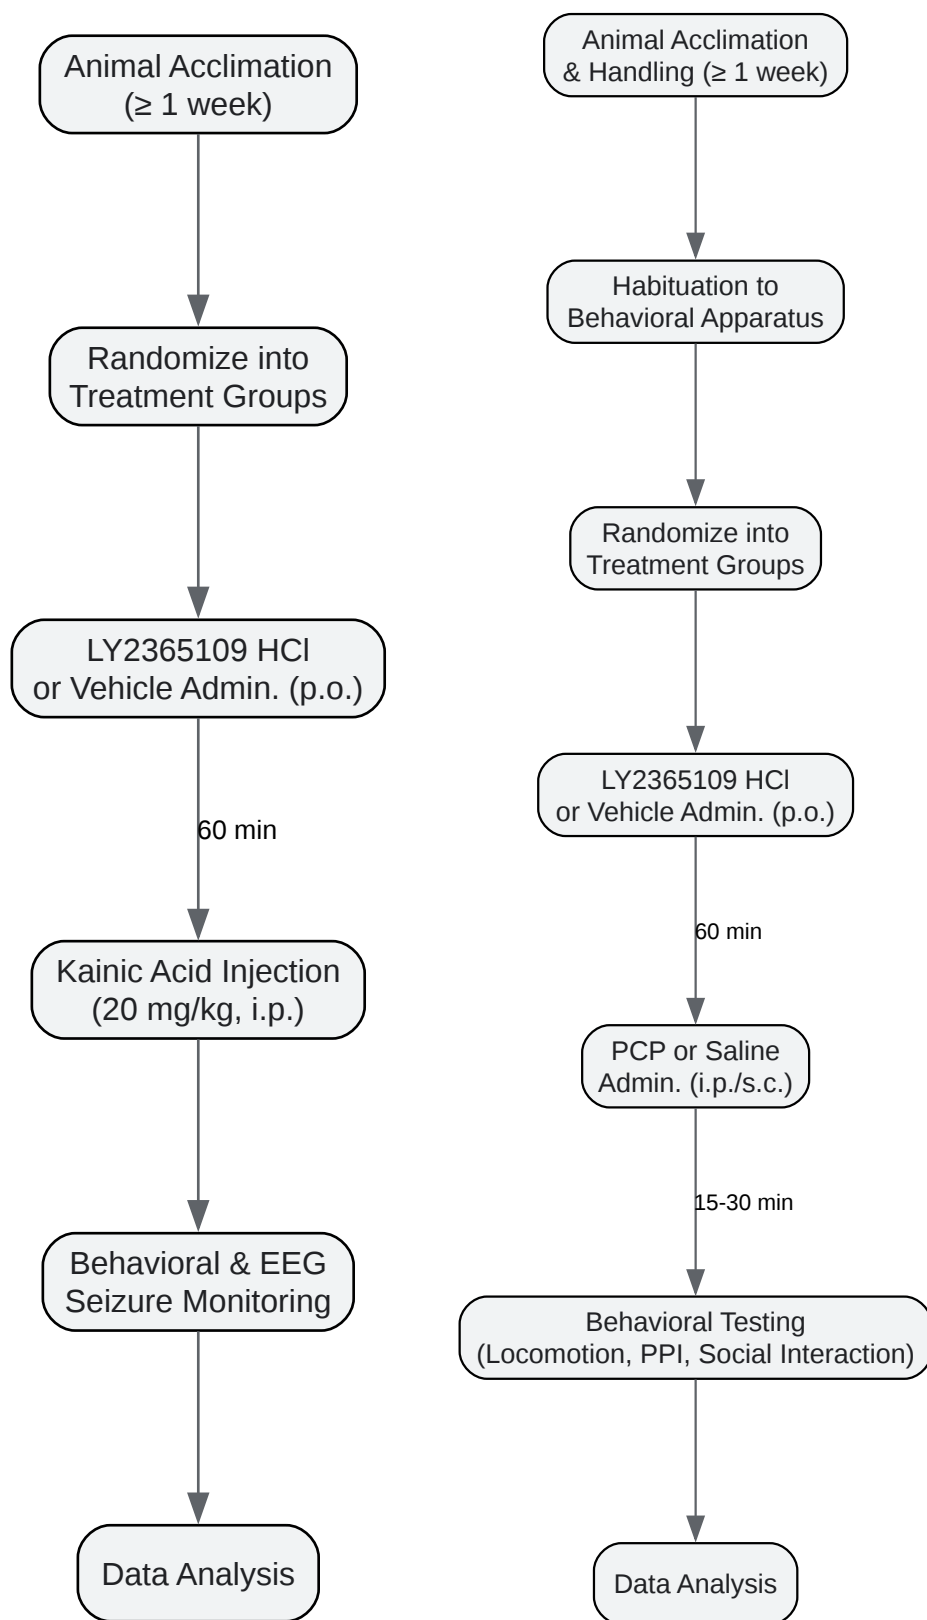 Animal Acclimation
(≥ 1 week)
Randomize into
Treatment Groups
LY2365109 HCl
or Vehicle Admin. (p.o.)
60 min
Kainic Acid Injection
(20 mg/kg, i.p.)
Behavioral & EEG
Seizure Monitoring
Data Analysis
Animal Acclimation
& Handling (≥ 1 week)
Habituation to
Behavioral Apparatus
Randomize into
Treatment Groups
LY2365109 HCl
or Vehicle Admin. (p.o.)
60 min
PCP or Saline
Admin. (i.p./s.c.)
15-30 min
Behavioral Testing
(Locomotion, PPI, Social Interaction)
Data Analysis